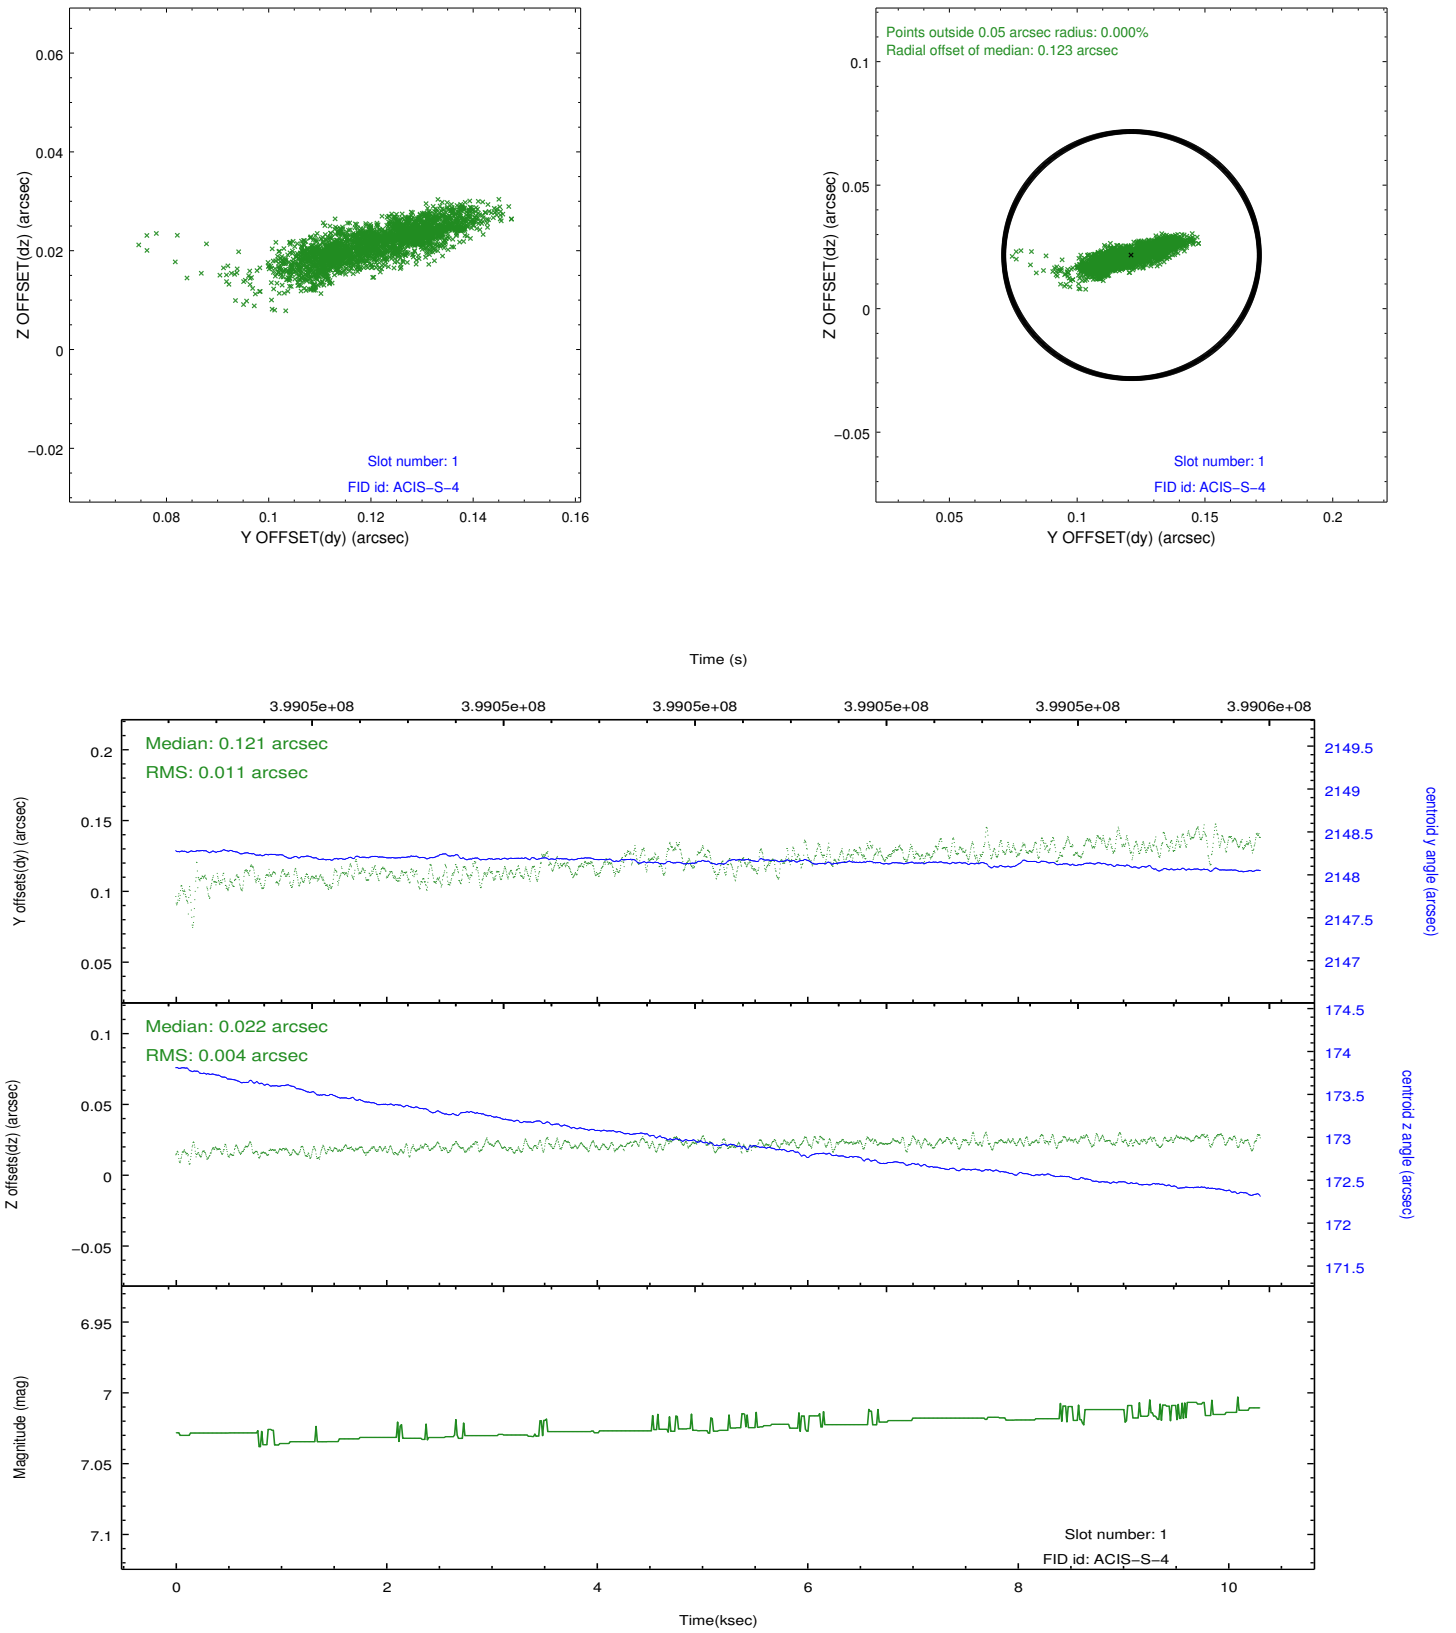 0.06
0.04
0.02
0
−0.02
Z OFFSET(dz) (arcsec)
0.08
0.1
0.12
0.14
0.16
Y OFFSET(dy) (arcsec)
Slot number: 1
FID id: ACIS−S−4
Points outside 0.05 arcsec radius: 0.000%
Radial offset of median: 0.123 arcsec
0.1
0.05
0
−0.05
Z OFFSET(dz) (arcsec)
0.05
0.1
0.15
0.2
Y OFFSET(dy) (arcsec)
Slot number: 1
FID id: ACIS−S−4
Time (s)
3.9905e+08
3.9905e+08
3.9905e+08
3.9905e+08
3.9905e+08
3.9906e+08
Median: 0.121 arcsec
RMS: 0.011 arcsec
0.2
0.15
0.1
0.05
Y offsets(dy) (arcsec)
2149.5
2149
2148.5
2148
2147.5
2147
centroid y angle (arcsec)
Median: 0.022 arcsec
RMS: 0.004 arcsec
0.1
0.05
0
−0.05
Z offsets(dz) (arcsec)
174.5
174
173.5
173
172.5
172
171.5
centroid z angle (arcsec)
6.95
7
7.05
7.1
Magnitude (mag)
Slot number: 1
FID id: ACIS−S−4
0
2
4
6
8
10
Time(ksec)